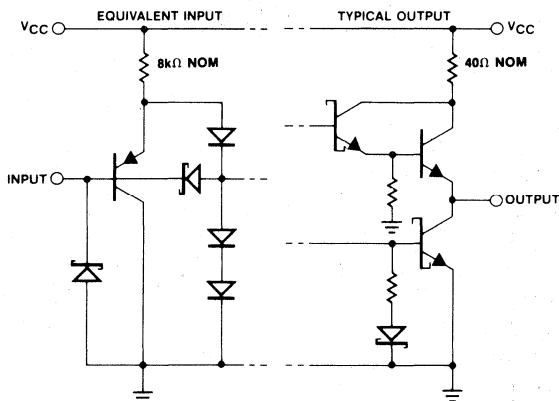 EQUIVALENT INPUT
TYPICAL OUTPUT
VCC
VCC
8kΩ NOM
40Ω NOM
INPUT
OUTPUT